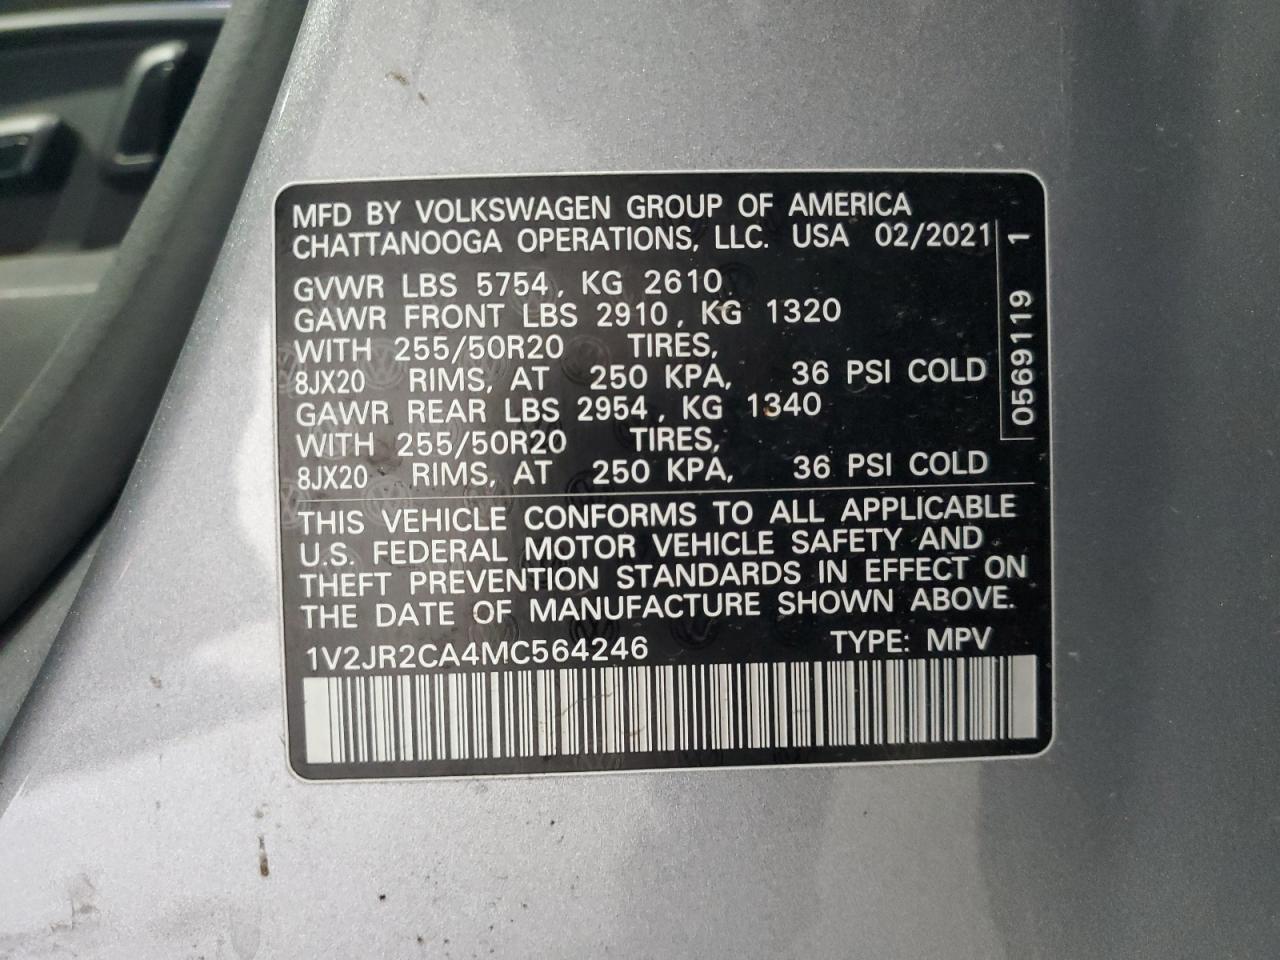 MFD BY VOLKSWAGEN GROUP OF AMERICA
CHATTANOOGA OPERATIONS, LLC. USA 02/2021
GVWR LBS 5754, KG 2610
GAWR FRONT LBS 2910, KG 1320
WITH 255/50R20 TIRES,
8JX20 RIMS, AT 250 KPA, 36 PSI COLD
GAWR REAR LBS 2954, KG 1340
WITH 255/50R20 TIRES,
8JX20 RIMS, AT 250 KPA, 36 PSI COLD
0569119 1
THIS VEHICLE CONFORMS TO ALL APPLICABLE
U.S. FEDERAL MOTOR VEHICLE SAFETY AND
THEFT PREVENTION STANDARDS IN EFFECT ON
THE DATE OF MANUFACTURE SHOWN ABOVE.
1V2JR2CA4MC564246 TYPE: MPV